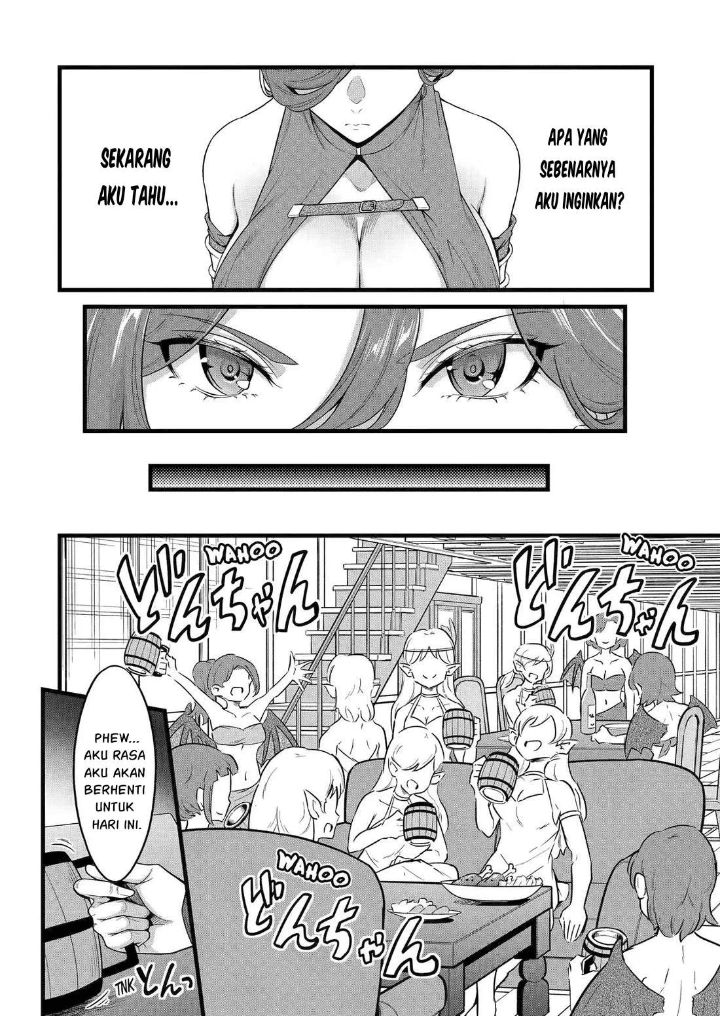 APA YANG
SEBENARNYA
AKU INGINKAN?
SEKARANG
AKU TAHU...
WAHOO
どんちゃん
WAHOO
どんちゃん
PHEW...
AKU RASA
AKU AKAN
BERHENTI
UNTUK
HARI INI.
WAHOO
どんちゃん
TNK
とんっ